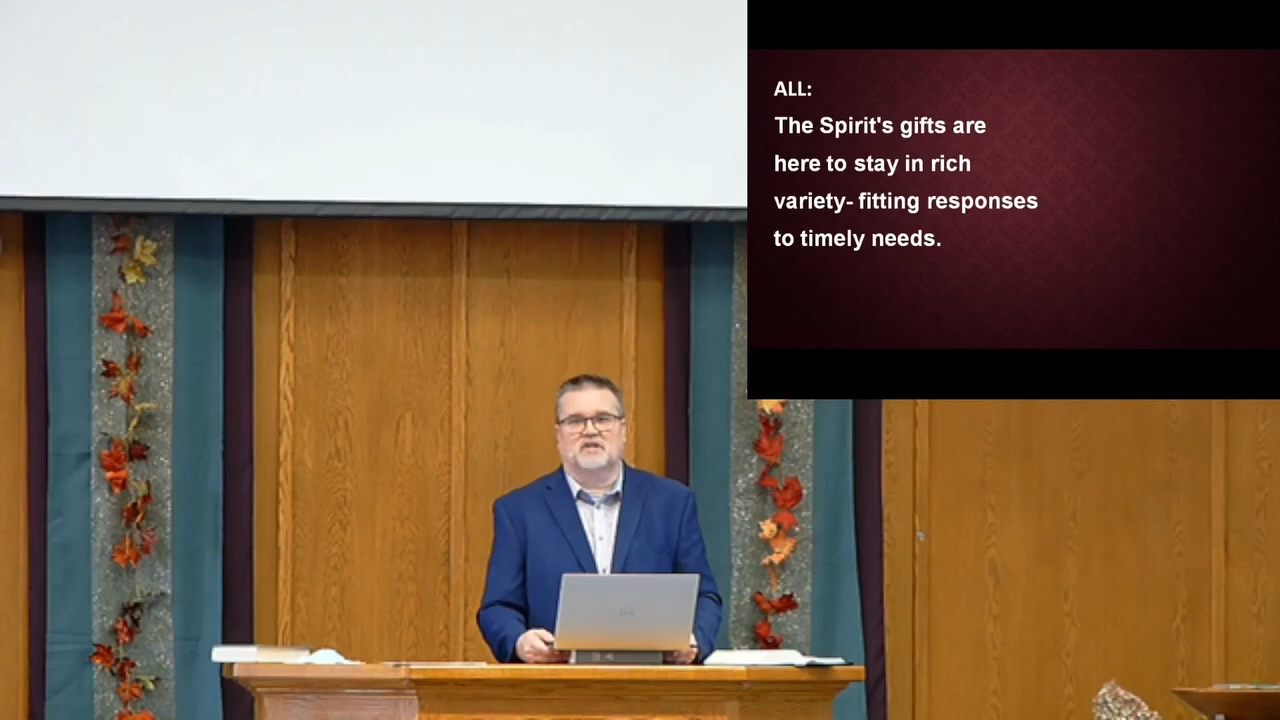 ALL:
The Spirit's gifts are
here to stay in rich
variety- fitting responses
to timely needs.